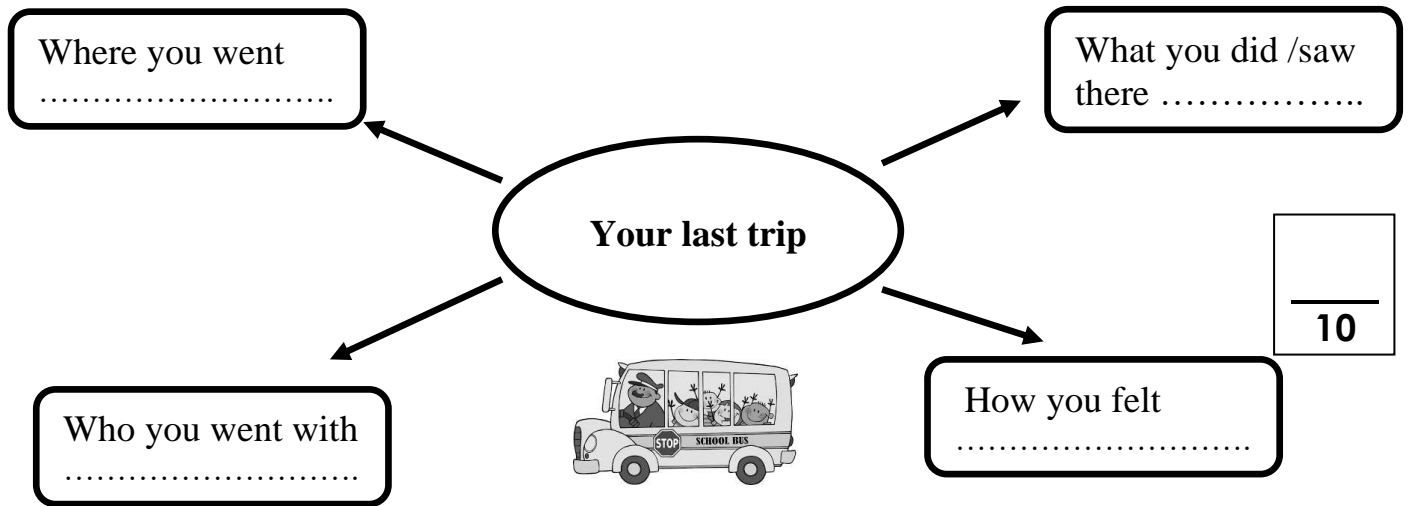 Where you went
……………………….
What you did /saw
there ………………..
Your last trip
10
Who you went with
……………………….
STOP
SCHOOL BUS
How you felt
……………………….